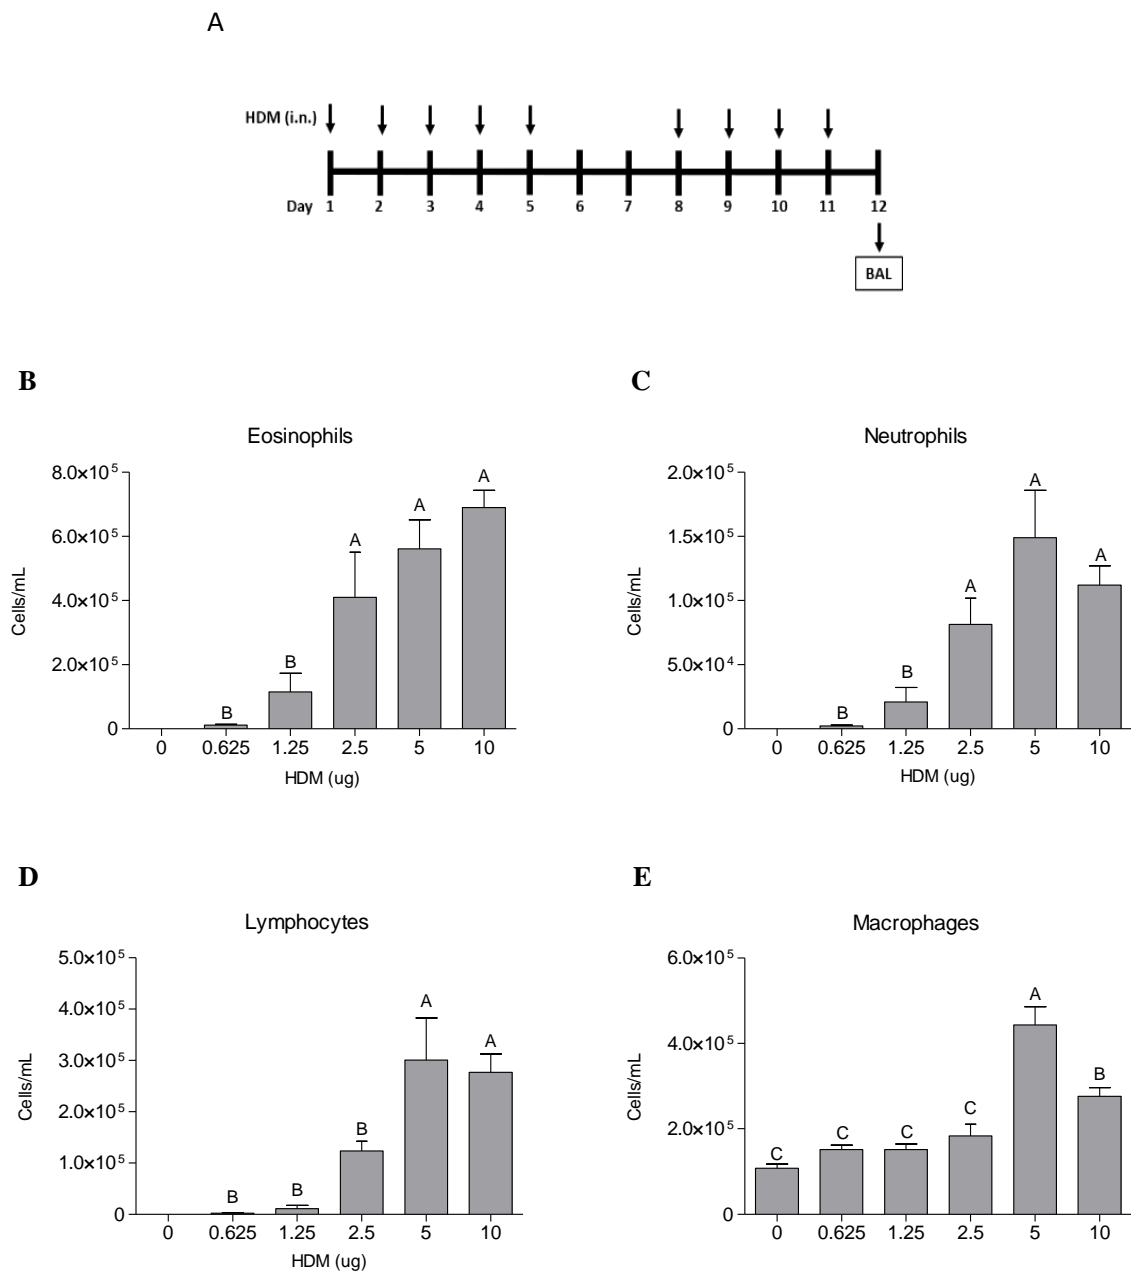 A
HDM (i.n.)
Day 1 2 3 4 5 6 7 8 9 10 11 12
BAL
B
Eosinophils
8.0×10⁵
6.0×10⁵
4.0×10⁵
2.0×10⁵
0
Cells/mL
B B A A A
0 0.625 1.25 2.5 5 10
HDM (ug)
C
Neutrophils
2.0×10⁵
1.5×10⁵
1.0×10⁵
5.0×10⁴
0
Cells/mL
B B A A A
0 0.625 1.25 2.5 5 10
HDM (ug)
D
Lymphocytes
5.0×10⁵
4.0×10⁵
3.0×10⁵
2.0×10⁵
1.0×10⁵
0
Cells/mL
B B B A A
0 0.625 1.25 2.5 5 10
HDM (ug)
E
Macrophages
6.0×10⁵
4.0×10⁵
2.0×10⁵
0
Cells/mL
C C C C A B
0 0.625 1.25 2.5 5 10